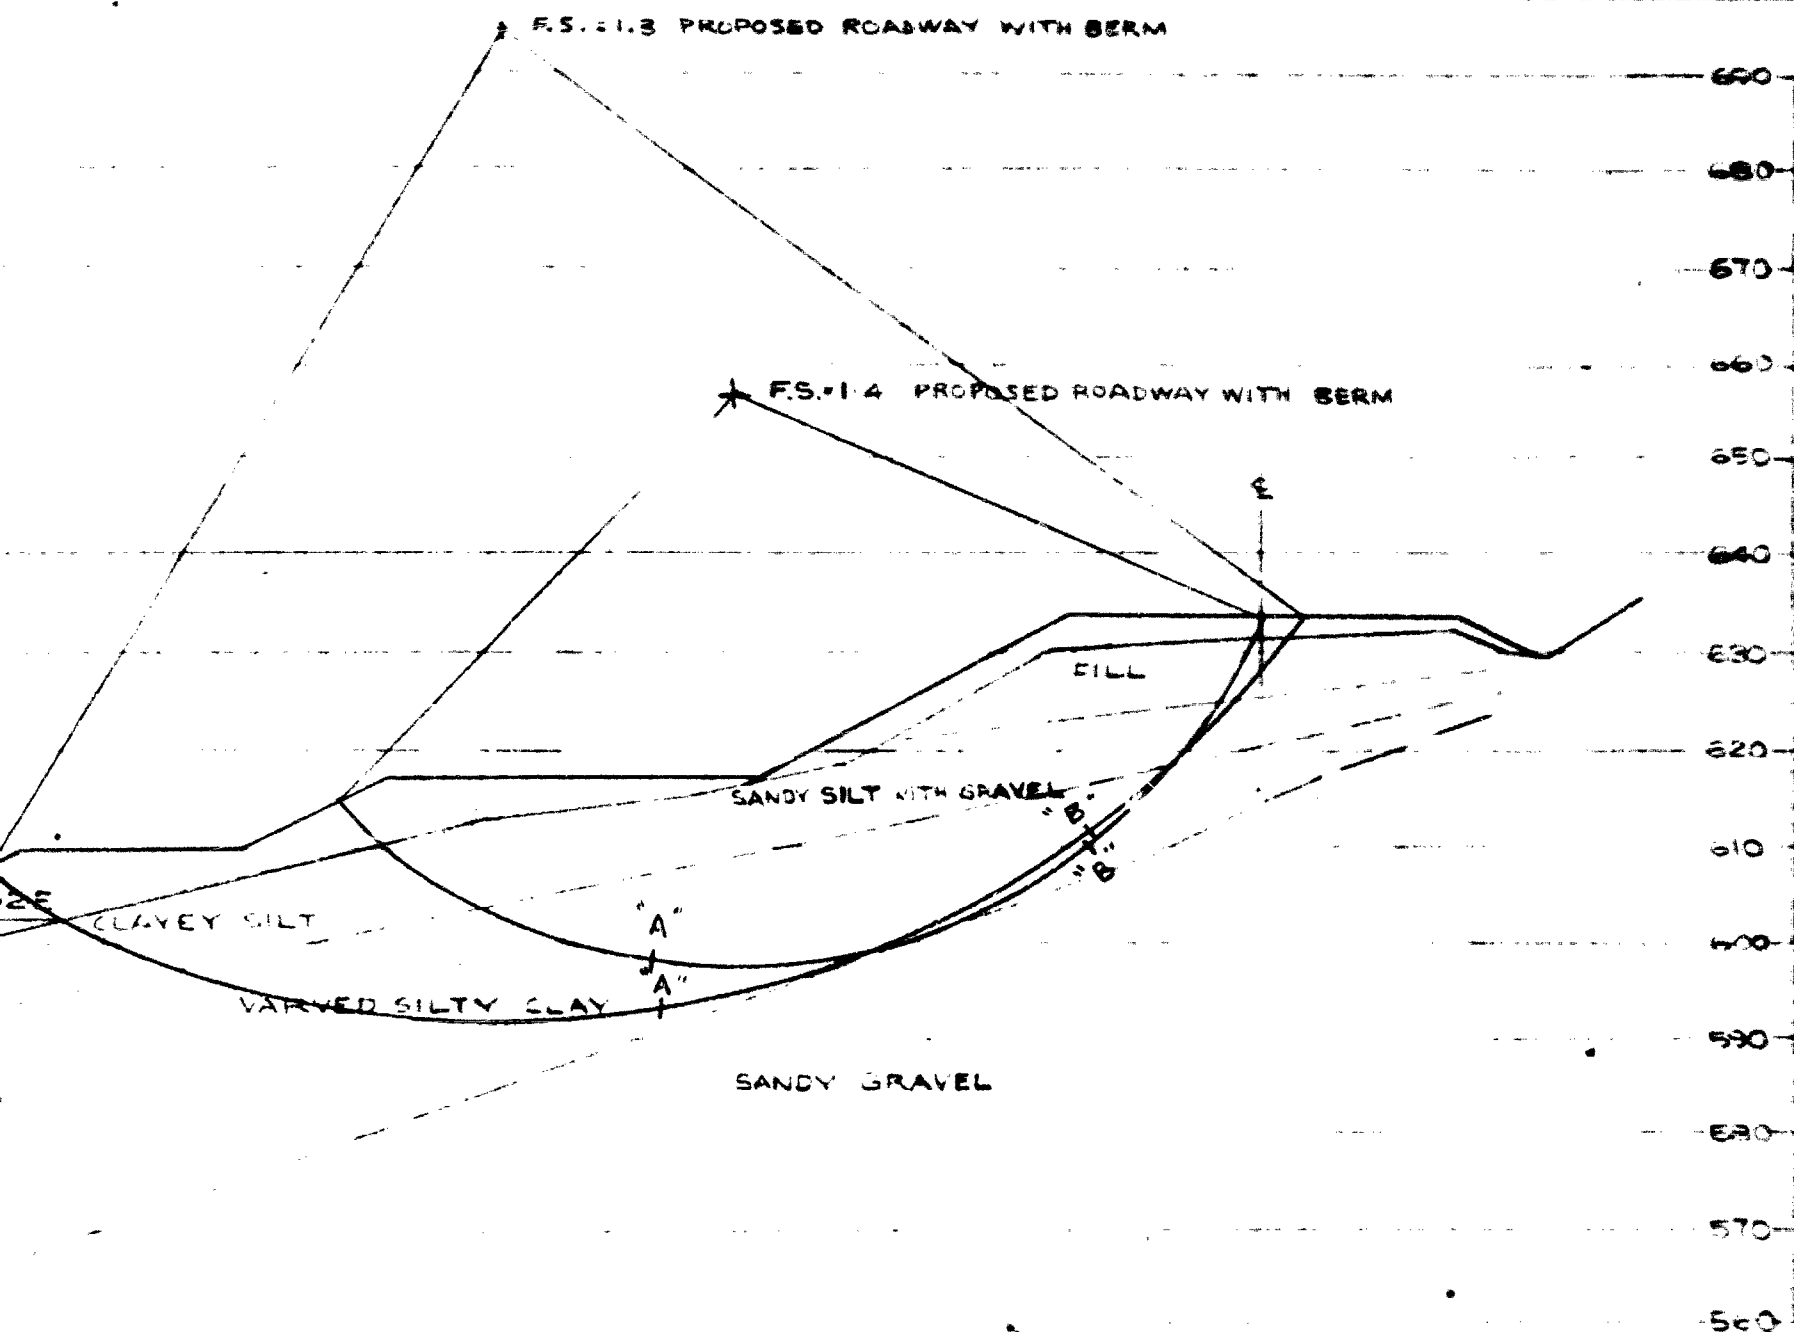 F.S.=1.3 PROPOSED ROADWAY WITH BERM
690
680
670
660
F.S.=1.4 PROPOSED ROADWAY WITH BERM
650
℄
640
630
FILL
620
SANDY SILT WITH GRAVEL
"B"
610
"B"
CLAYEY SILT
"A"
600
"A"
VARVED SILTY CLAY
590
SANDY GRAVEL
580
570
560